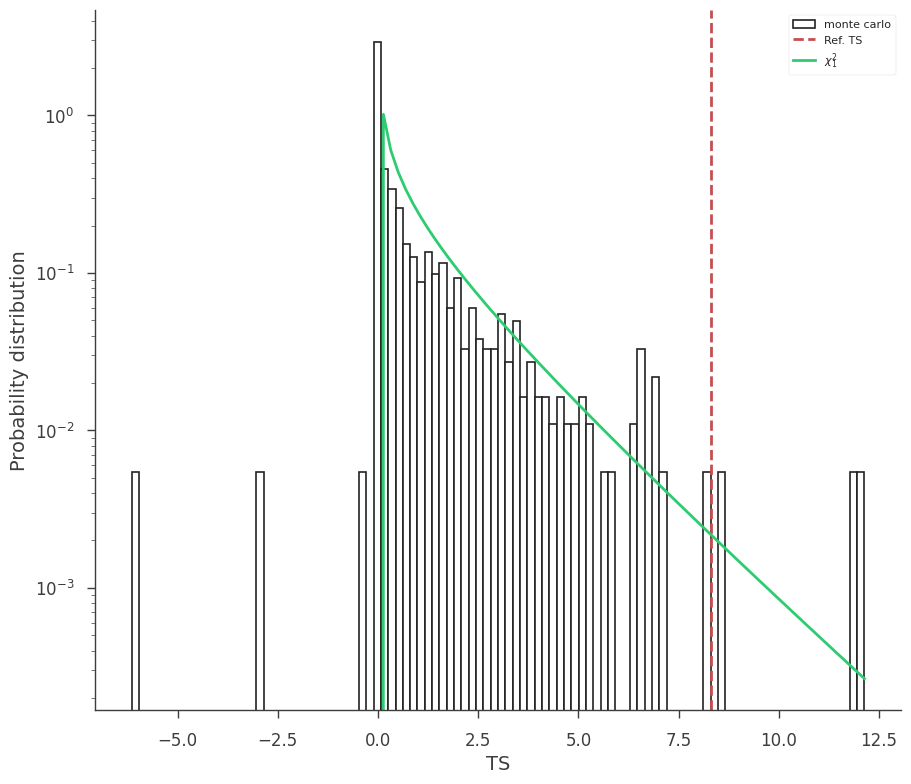 monte carlo
Ref. TS
χ²₁
Probability distribution
10⁰
10⁻¹
10⁻²
10⁻³
−5.0 −2.5 0.0 2.5 5.0 7.5 10.0 12.5
TS